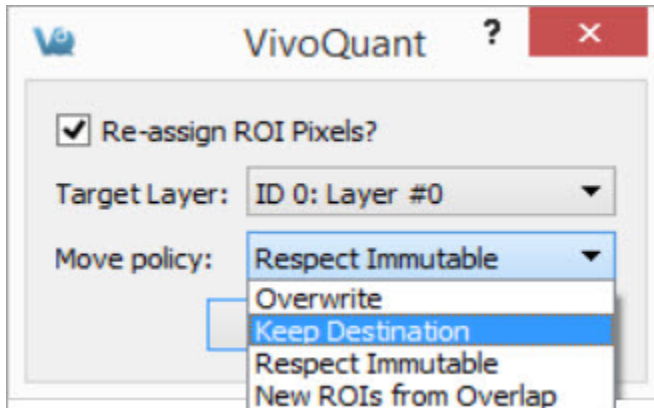 VivoQuant ? ×
Re-assign ROI Pixels?
Target Layer: ID 0: Layer #0
Move policy: Respect Immutable
Overwrite
Keep Destination
Respect Immutable
New ROIs from Overlap